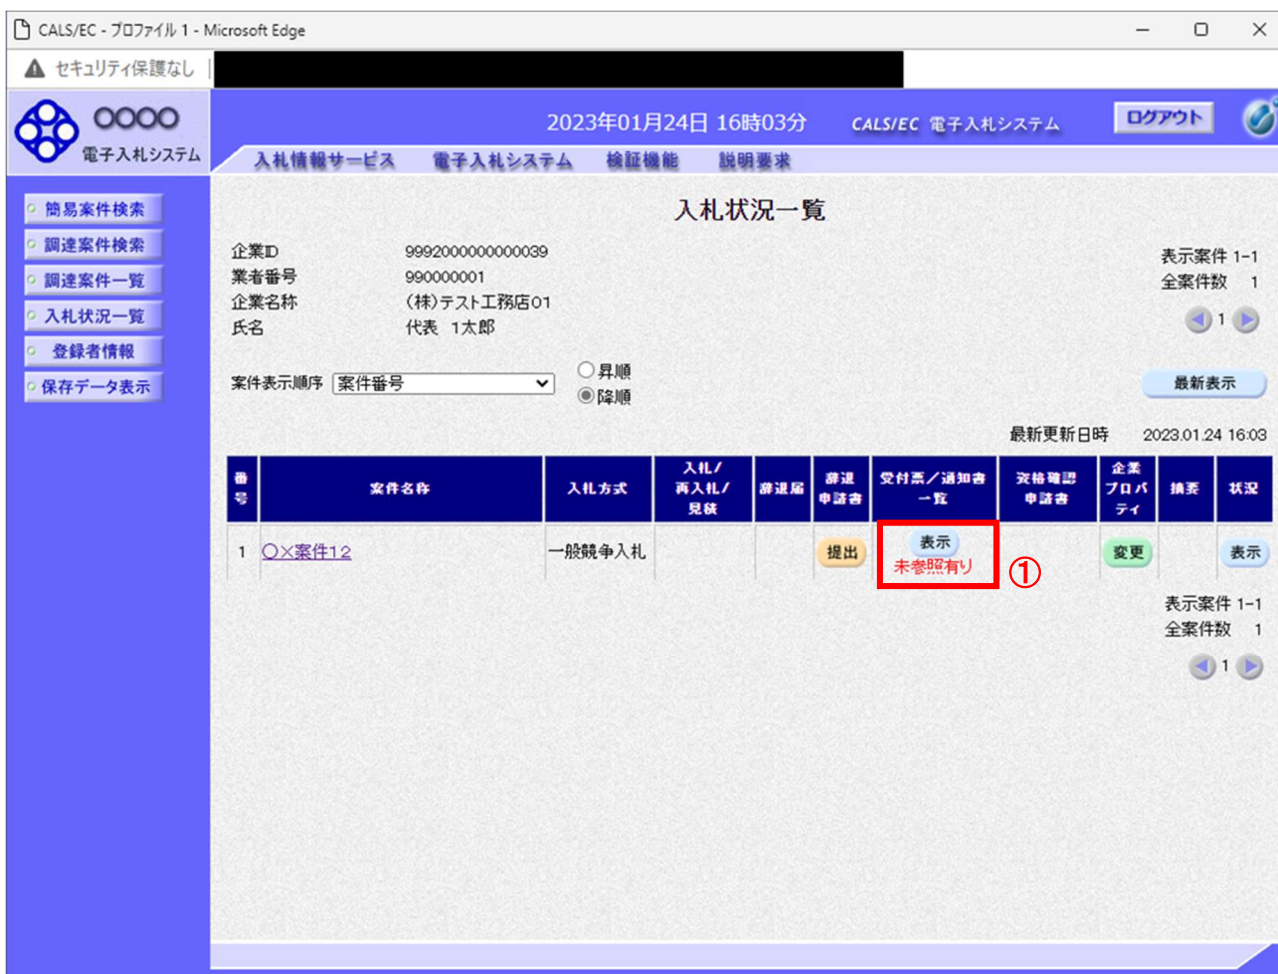 CALS/EC - プロファイル 1 - Microsoft Edge
セキュリティ保護なし
○○○○
電子入札システム
2023年01月24日 16時03分
CALS/EC 電子入札システム
ログアウト
入札情報サービス 電子入札システム 検証機能 説明要求
簡易案件検索
調達案件検索
調達案件一覧
入札状況一覧
登録者情報
保存データ表示
入札状況一覧
企業ID 9992000000000039
業者番号 990000001
企業名称 (株)テスト工務店01
氏名 代表 1太郎
表示案件 1-1
全案件数 1
1
案件表示順序 案件番号
昇順
降順
最新表示
最新更新日時 2023.01.24 16:03
番号 案件名称 入札方式 入札/再入札/見積 辞退届 辞退申請書 受付票/通知書一覧 資格確認申請書 企業プロパティ 摘要 状況
1 ○×案件12 一般競争入札 提出 表示 変更 表示
未参照有り
①
表示案件 1-1
全案件数 1
1